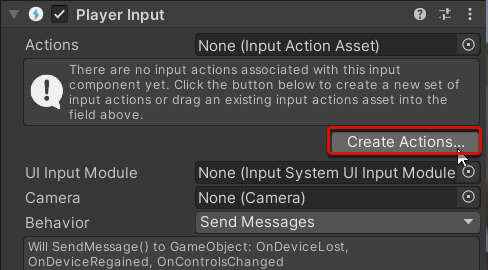 Player Input
Actions None (Input Action Asset)
There are no input actions associated with this input
component yet. Click the button below to create a new set of
input actions or drag an existing input actions asset into the
field above.
Create Actions...
UI Input Module None (Input System UI Input Module
Camera None (Camera)
Behavior Send Messages
Will SendMessage() to GameObject: OnDeviceLost,
OnDeviceRegained, OnControlsChanged